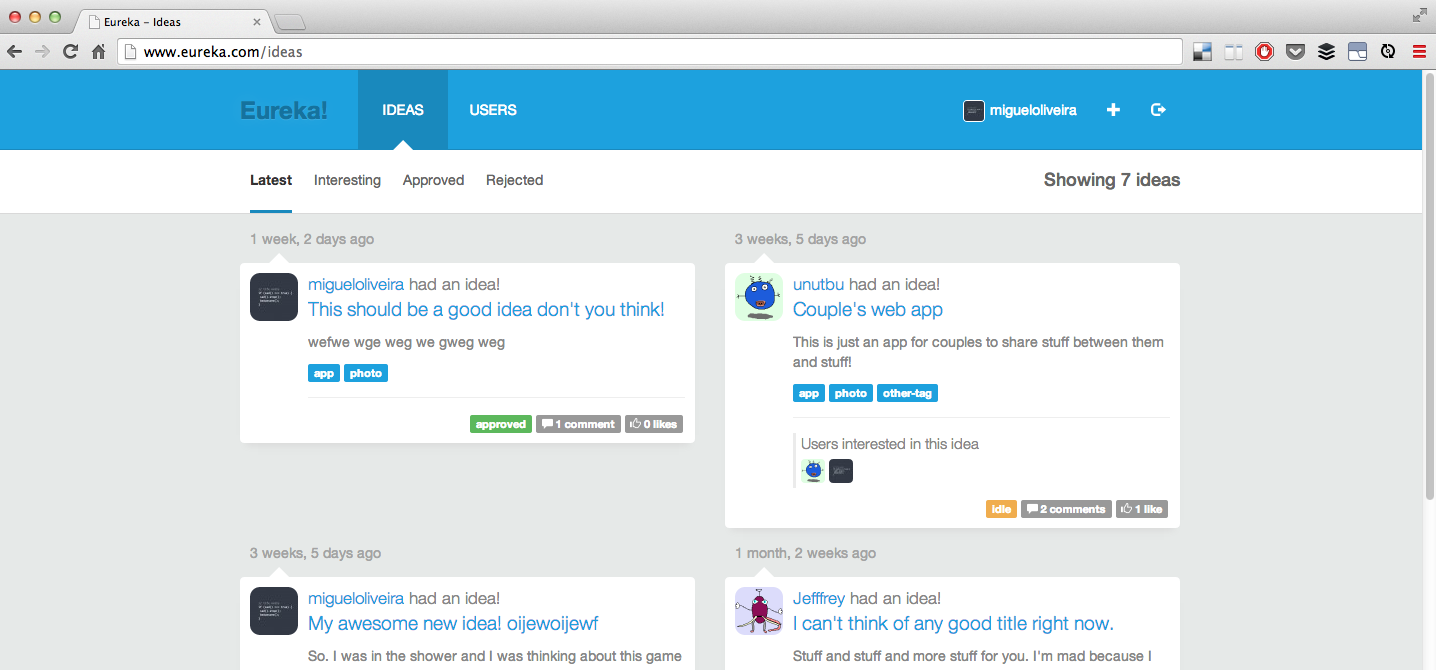 Eureka – Ideas
www.eureka.com/ideas
Eureka! IDEAS USERS migueloliveira
Latest Interesting Approved Rejected Showing 7 ideas
1 week, 2 days ago
migueloliveira had an idea!
This should be a good idea don't you think!
wefwe wge weg we gweg weg
app photo
approved 1 comment 0 likes
3 weeks, 5 days ago
unutbu had an idea!
Couple's web app
This is just an app for couples to share stuff between them
and stuff!
app photo other-tag
Users interested in this idea
idle 2 comments 1 like
3 weeks, 5 days ago
migueloliveira had an idea!
My awesome new idea! oijewoijewf
So. I was in the shower and I was thinking about this game
1 month, 2 weeks ago
Jefffrey had an idea!
I can't think of any good title right now.
Stuff and stuff and more stuff for you. I'm mad because I